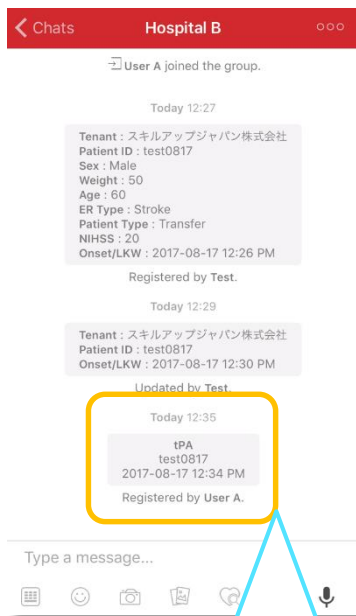 Chats
Hospital B
User A joined the group.
Today 12:27
Tenant : スキルアップジャパン株式会社
Patient ID : test0817
Sex : Male
Weight : 50
Age : 60
ER Type : Stroke
Patient Type : Transfer
NIHSS : 20
Onset/LKW : 2017-08-17 12:26 PM
Registered by Test.
Today 12:29
Tenant : スキルアップジャパン株式会社
Patient ID : test0817
Onset/LKW : 2017-08-17 12:30 PM
Updated by Test.
Today 12:35
tPA
test0817
2017-08-17 12:34 PM
Registered by User A.
Type a message...